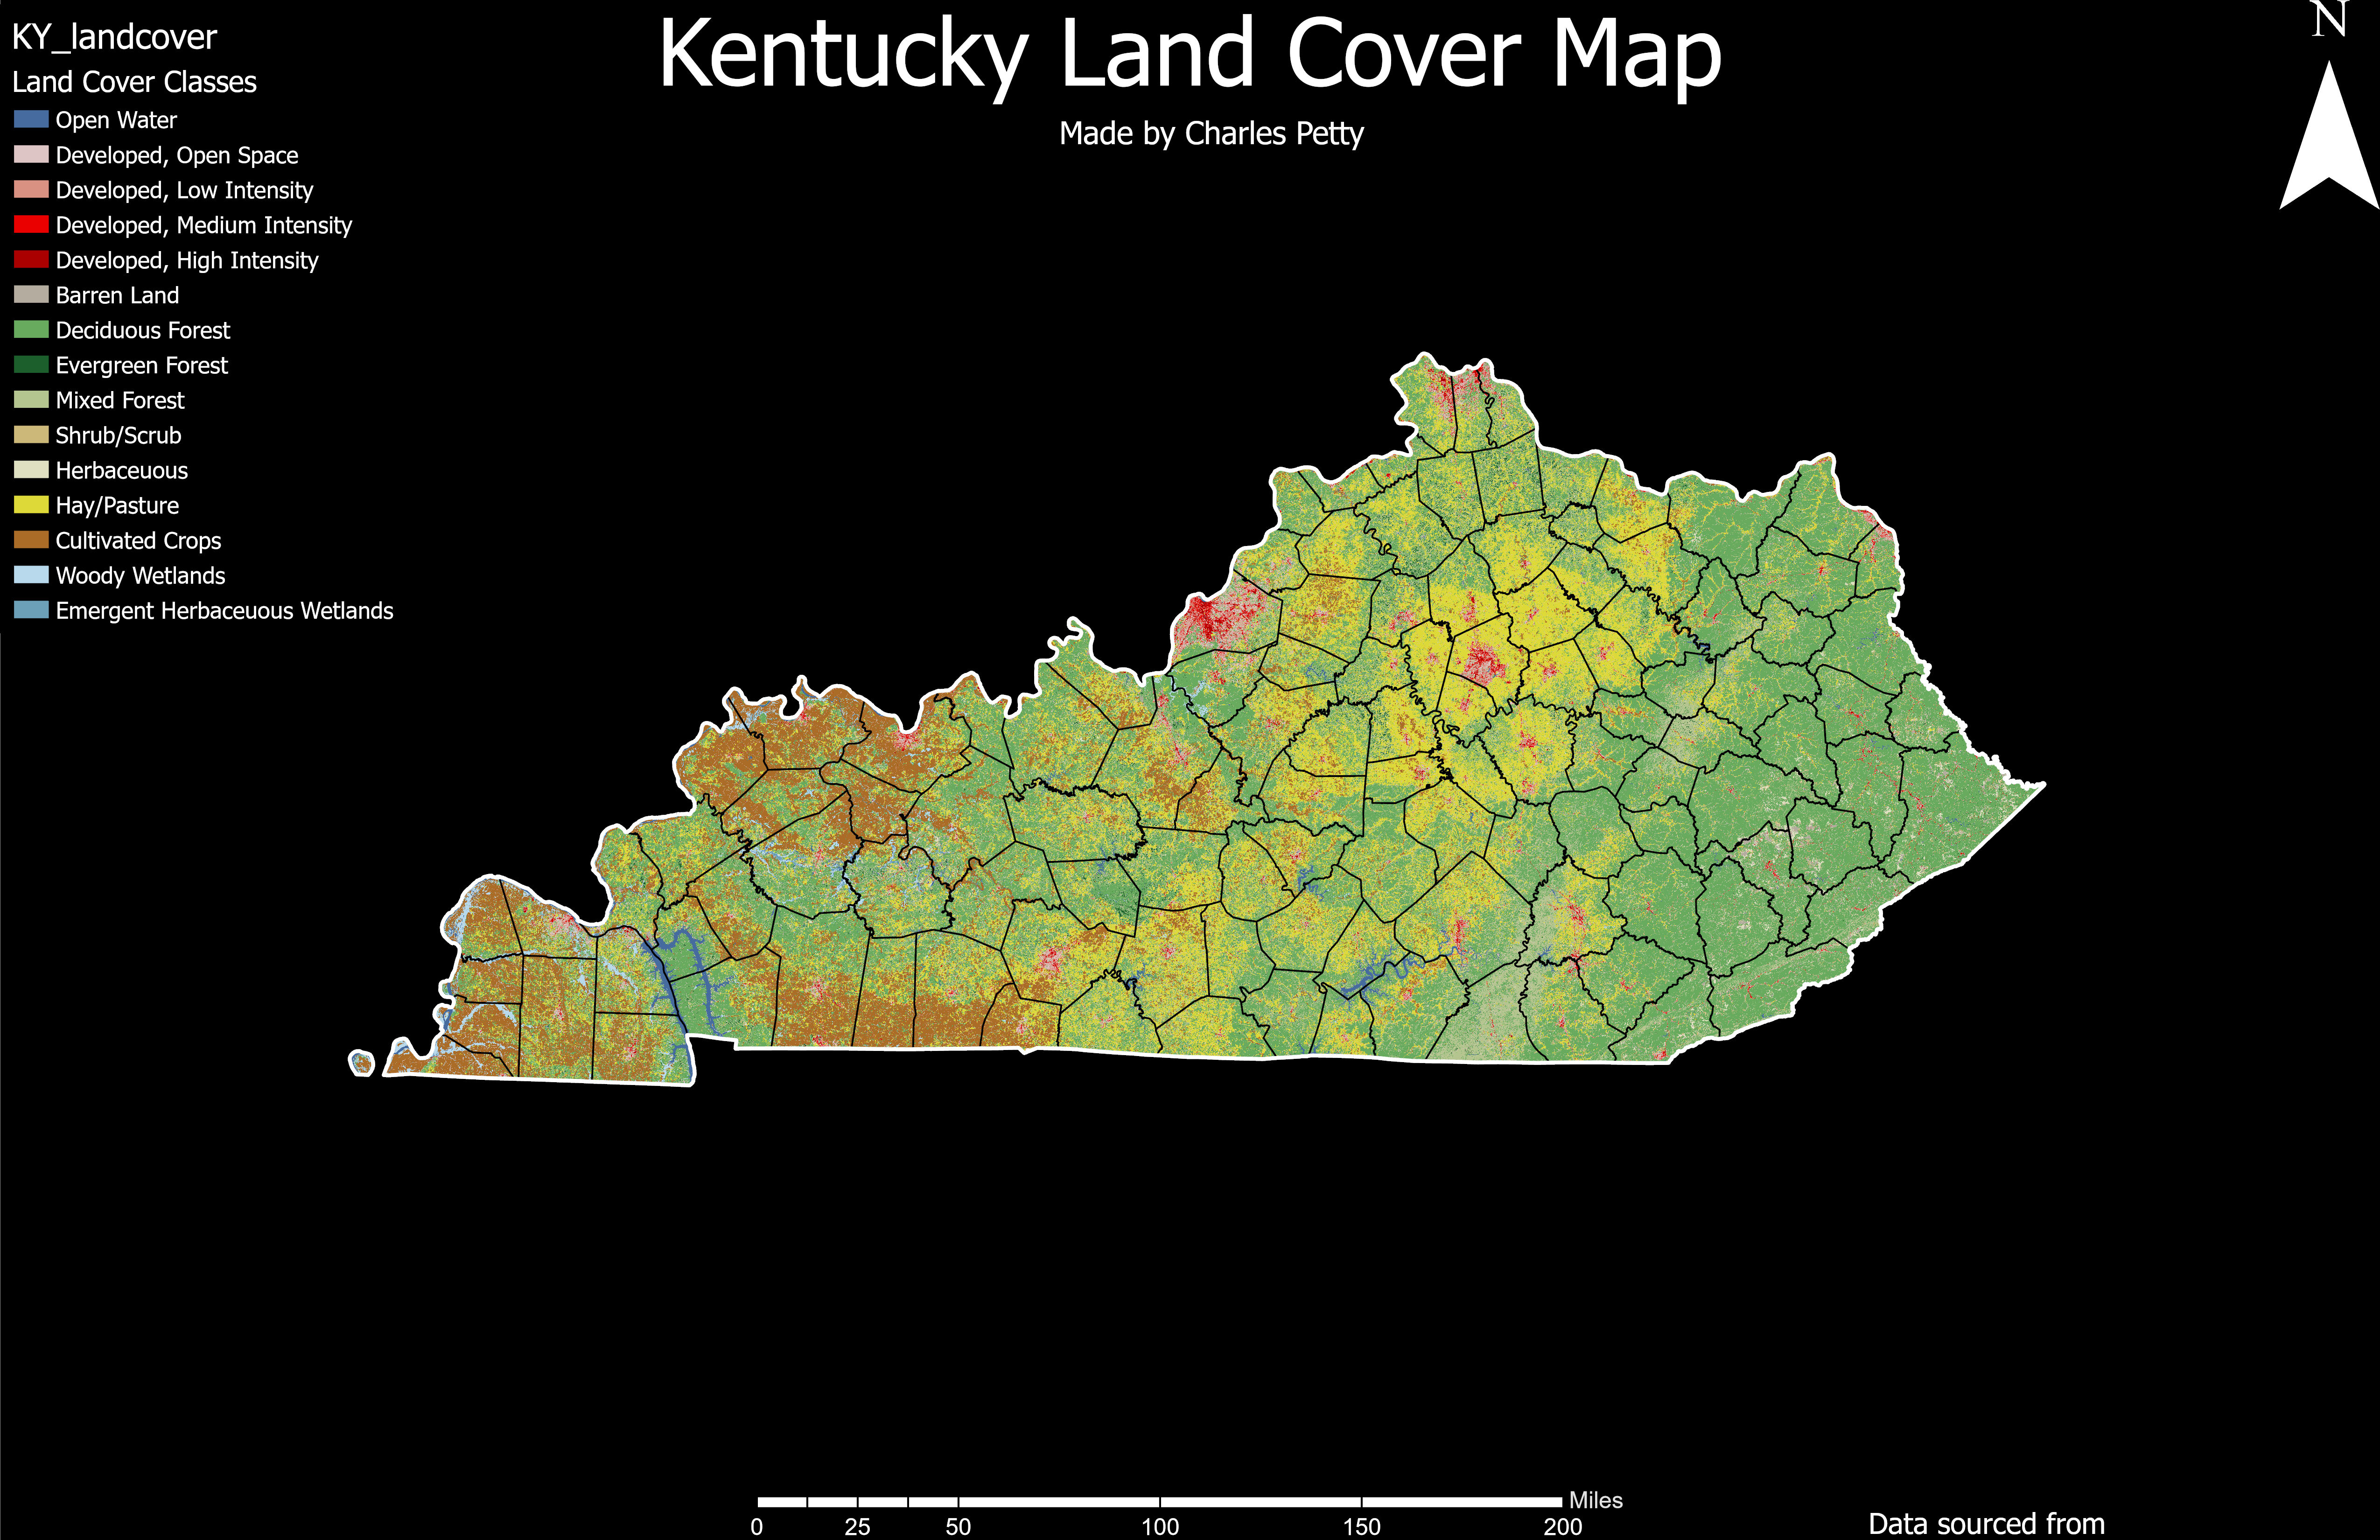 Kentucky Land Cover Map
Made by Charles Petty
N
KY_landcover
Land Cover Classes
Open Water
Developed, Open Space
Developed, Low Intensity
Developed, Medium Intensity
Developed, High Intensity
Barren Land
Deciduous Forest
Evergreen Forest
Mixed Forest
Shrub/Scrub
Herbaceuous
Hay/Pasture
Cultivated Crops
Woody Wetlands
Emergent Herbaceuous Wetlands
Miles
0 25 50 100 150 200
Data sourced from